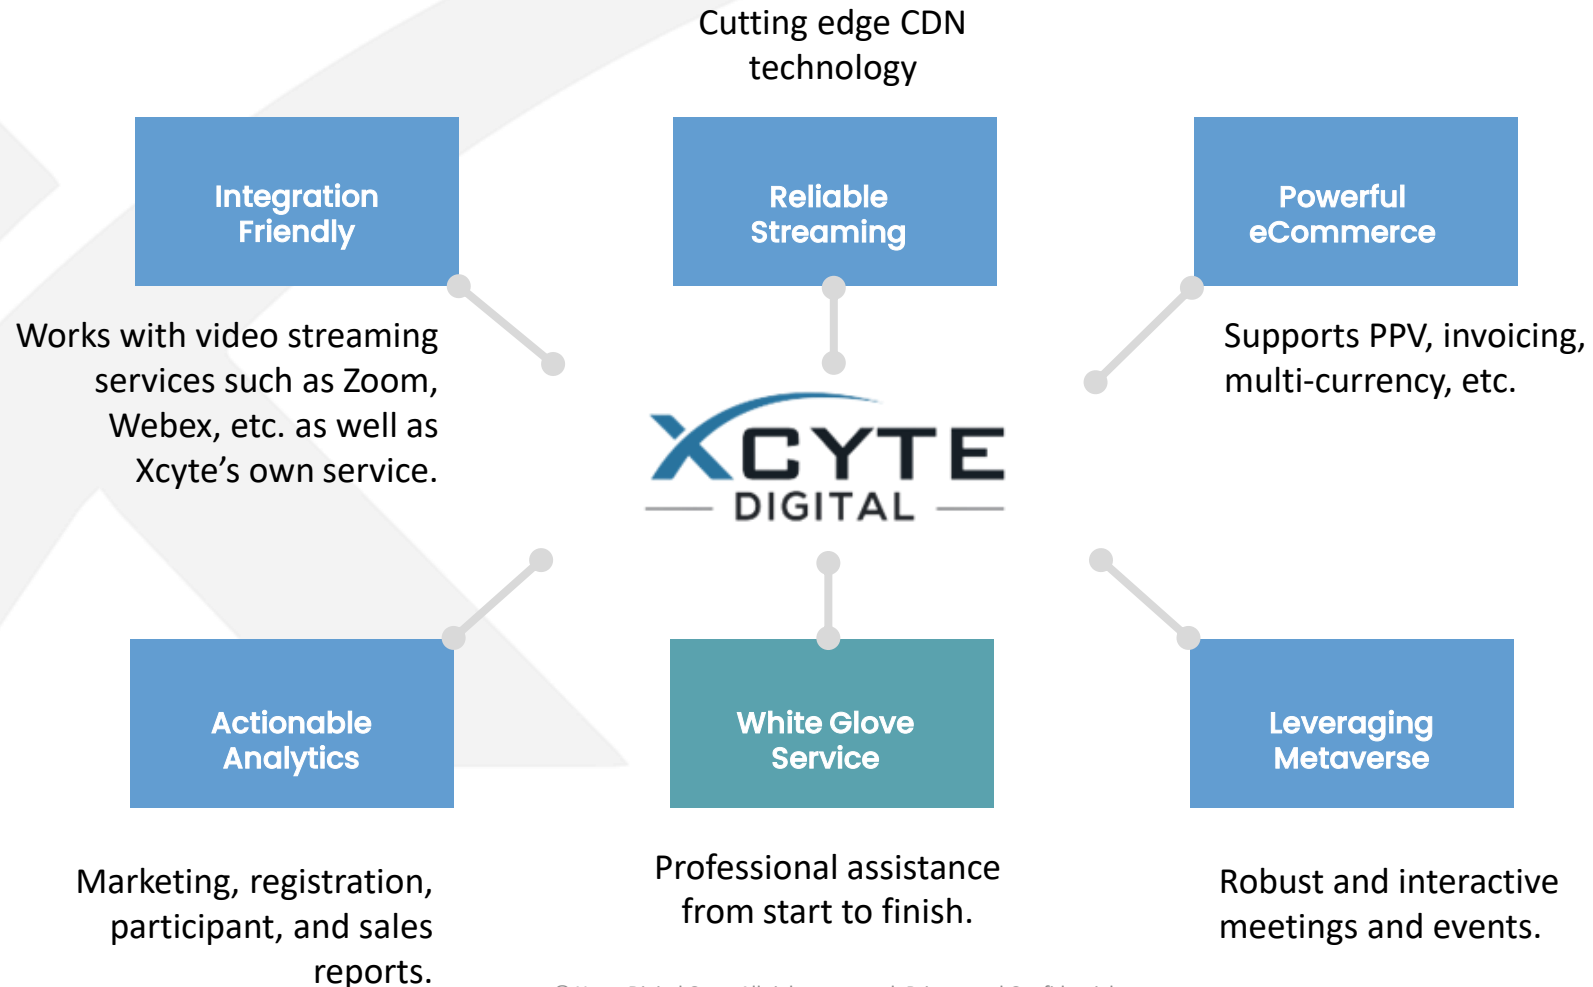 Cutting edge CDN
technology
Integration
Friendly
Reliable
Streaming
Powerful
eCommerce
Works with video streaming
services such as Zoom,
Webex, etc. as well as
Xcyte’s own service.
Supports PPV, invoicing,
multi-currency, etc.
XCYTE
DIGITAL
Actionable
Analytics
White Glove
Service
Leveraging
Metaverse
Marketing, registration,
participant, and sales
reports.
Professional assistance
from start to finish.
Robust and interactive
meetings and events.